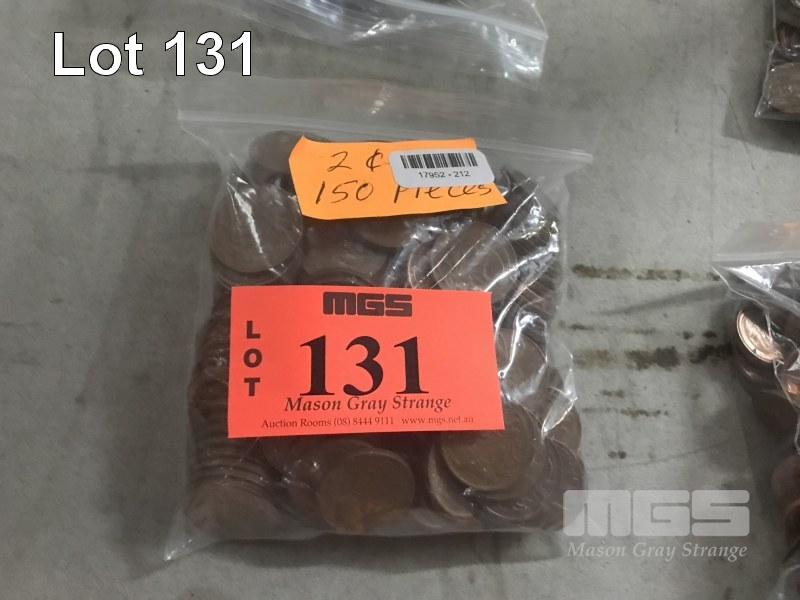 Lot 131
2 ¢
17952 - 212
150 Pieces
MGS
LOT
131
Mason Gray Strange
Auction Rooms (08) 8444 9111 www.mgs.net.au
MGS
Mason Gray Strange